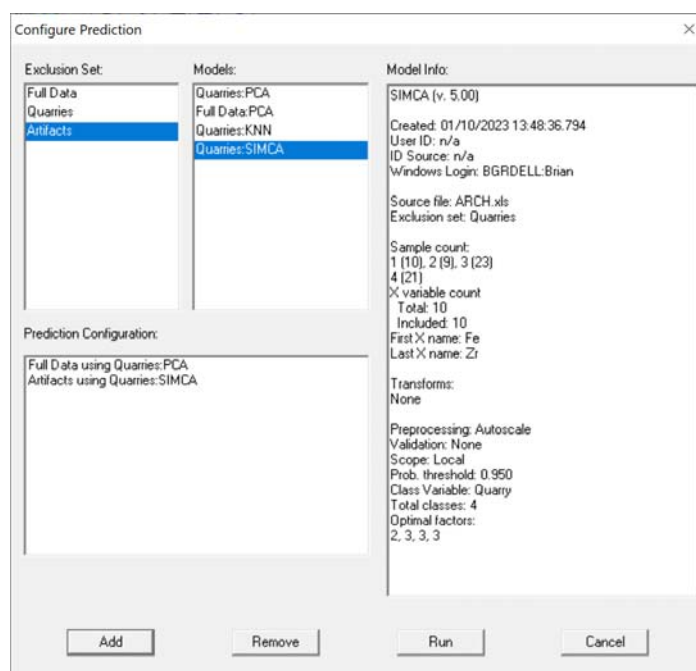 Configure Prediction
Exclusion Set:
Full Data
Quarries
Artifacts
Models:
Quarries:PCA
Full Data:PCA
Quarries:KNN
Quarries:SIMCA
Model Info:
SIMCA (v. 5.00)
Created: 01/10/2023 13:48:36.794
User ID: n/a
ID Source: n/a
Windows Login: BGRDELL:Brian
Source file: ARCH.xls
Exclusion set: Quarries
Sample count:
1 (10), 2 (9), 3 (23)
4 (21)
X variable count
Total: 10
Included: 10
First X name: Fe
Last X name: Zr
Transforms:
None
Preprocessing: Autoscale
Validation: None
Scope: Local
Prob. threshold: 0.950
Class Variable: Quarry
Total classes: 4
Optimal factors:
2, 3, 3, 3
Prediction Configuration:
Full Data using Quarries:PCA
Artifacts using Quarries:SIMCA
Add
Remove
Run
Cancel